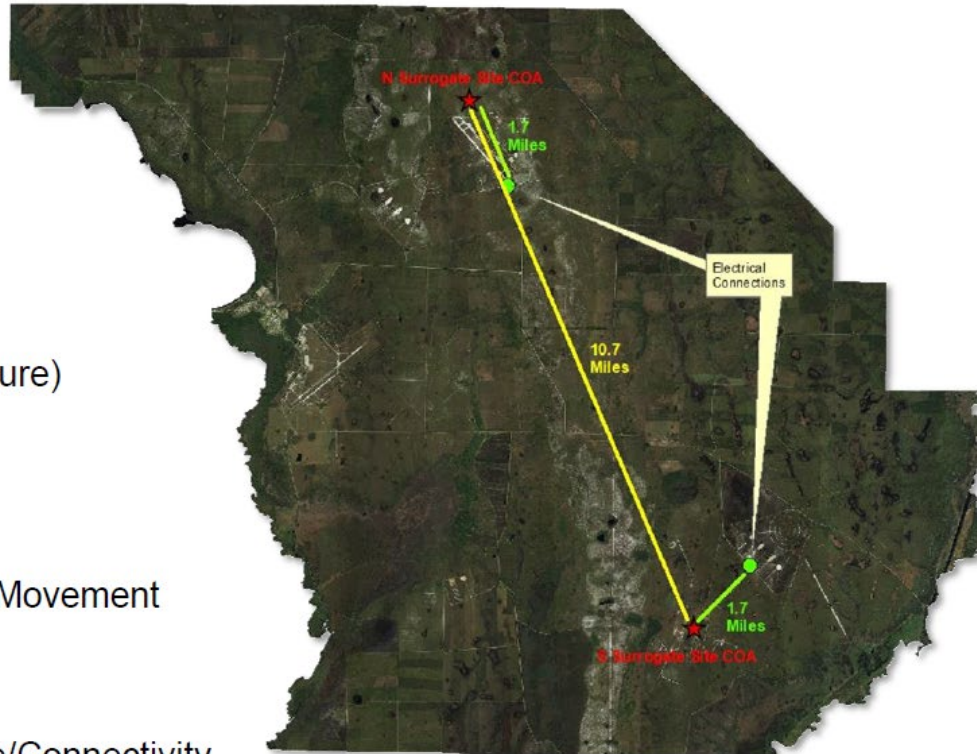 N Surrogate Site COA
1.7
Miles
Electrical
Connections
ure)
10.7
Miles
Movement
1.7
Miles
S Surrogate Site COA
/Connectivity